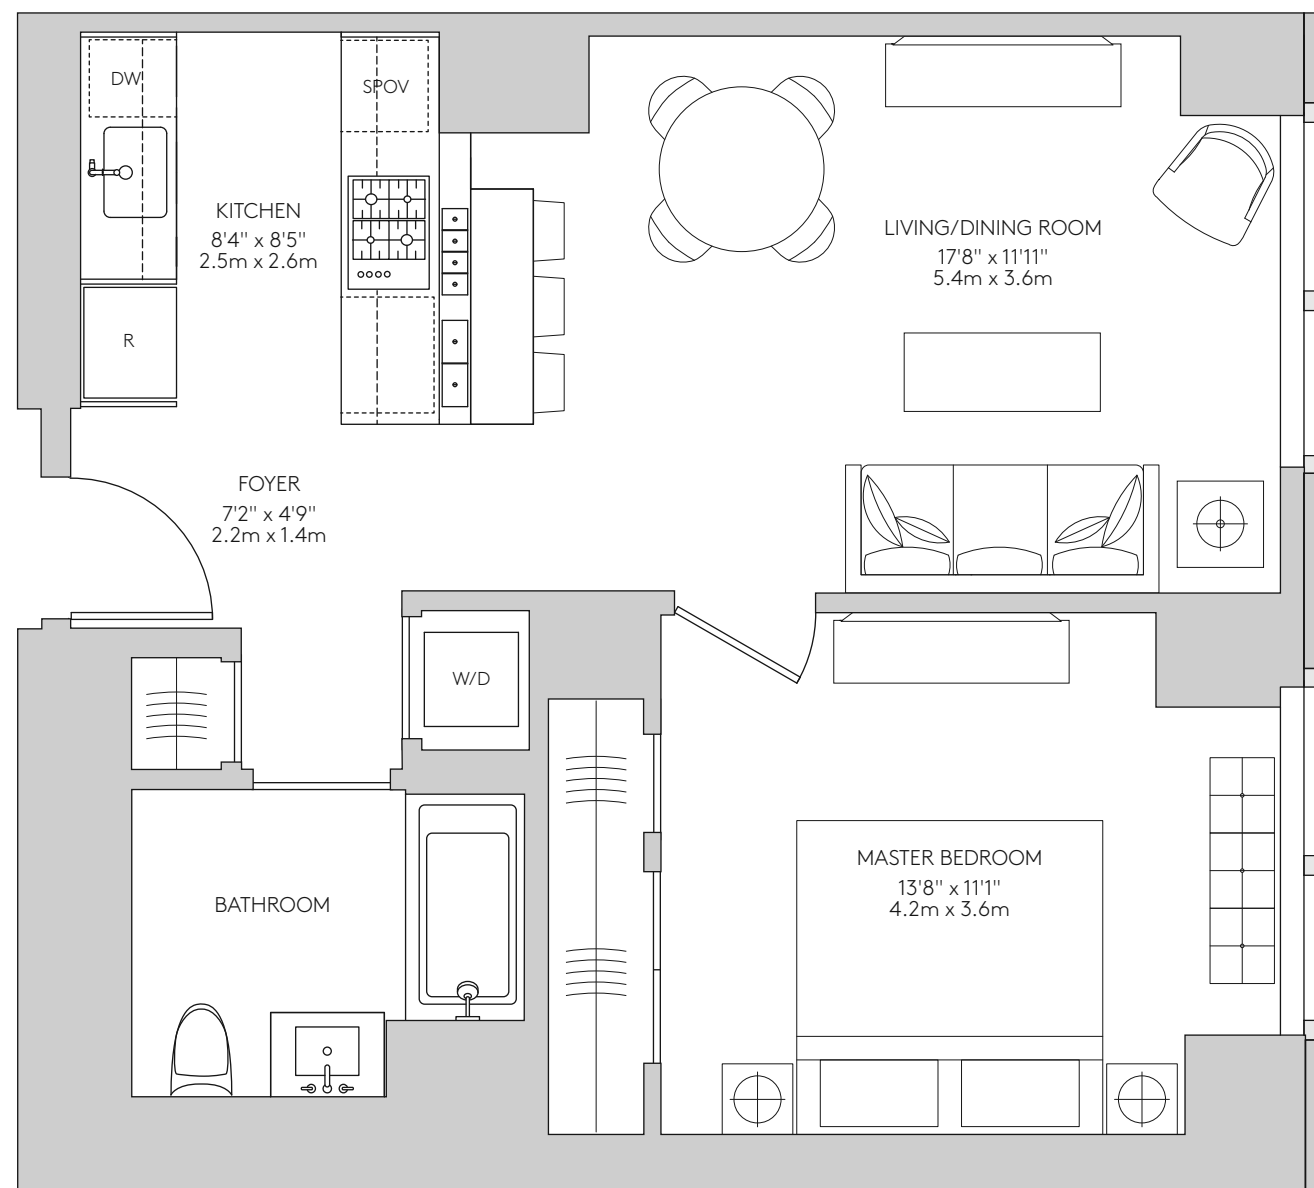 DW
SPOV
KITCHEN
8'4" x 8'5"
2.5m x 2.6m
LIVING/DINING ROOM
17'8" x 11'11"
5.4m x 3.6m
R
FOYER
7'2" x 4'9"
2.2m x 1.4m
W/D
MASTER BEDROOM
13'8" x 11'1"
4.2m x 3.6m
BATHROOM